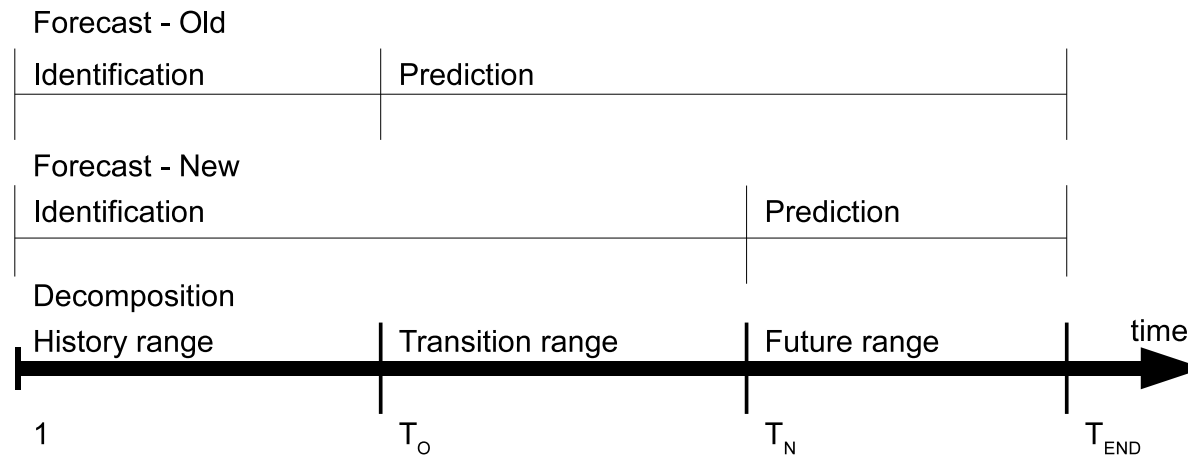 Forecast - Old
Identification Prediction
Forecast - New
Identification Prediction
Decomposition
History range Transition range Future range time
1 T_O T_N T_END